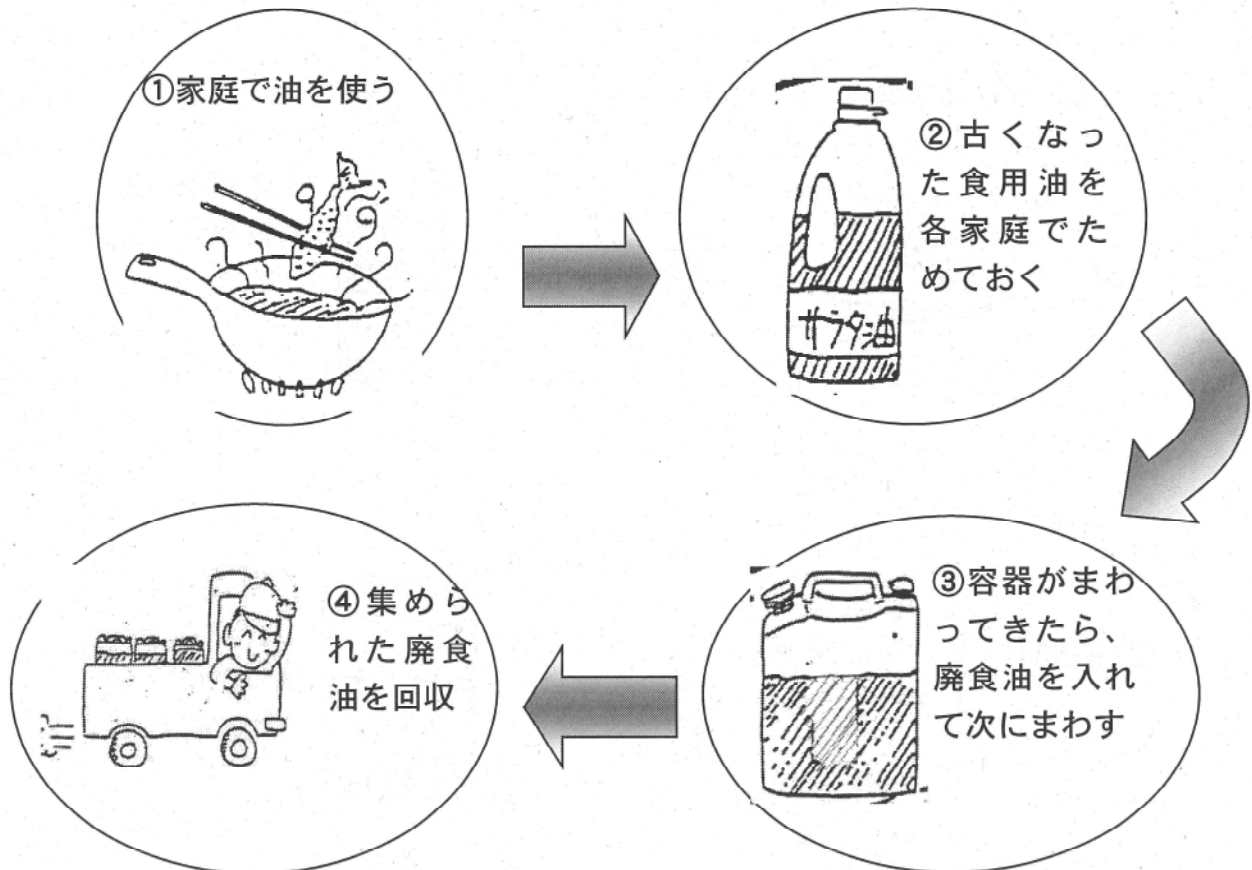 ①家庭で油を使う
②古くなっ
た食用油を
各家庭でた
めておく
サラダ油
③容器がまわ
ってきたら、
廃食油を入れ
て次にまわす
④集めら
れた廃食
油を回収